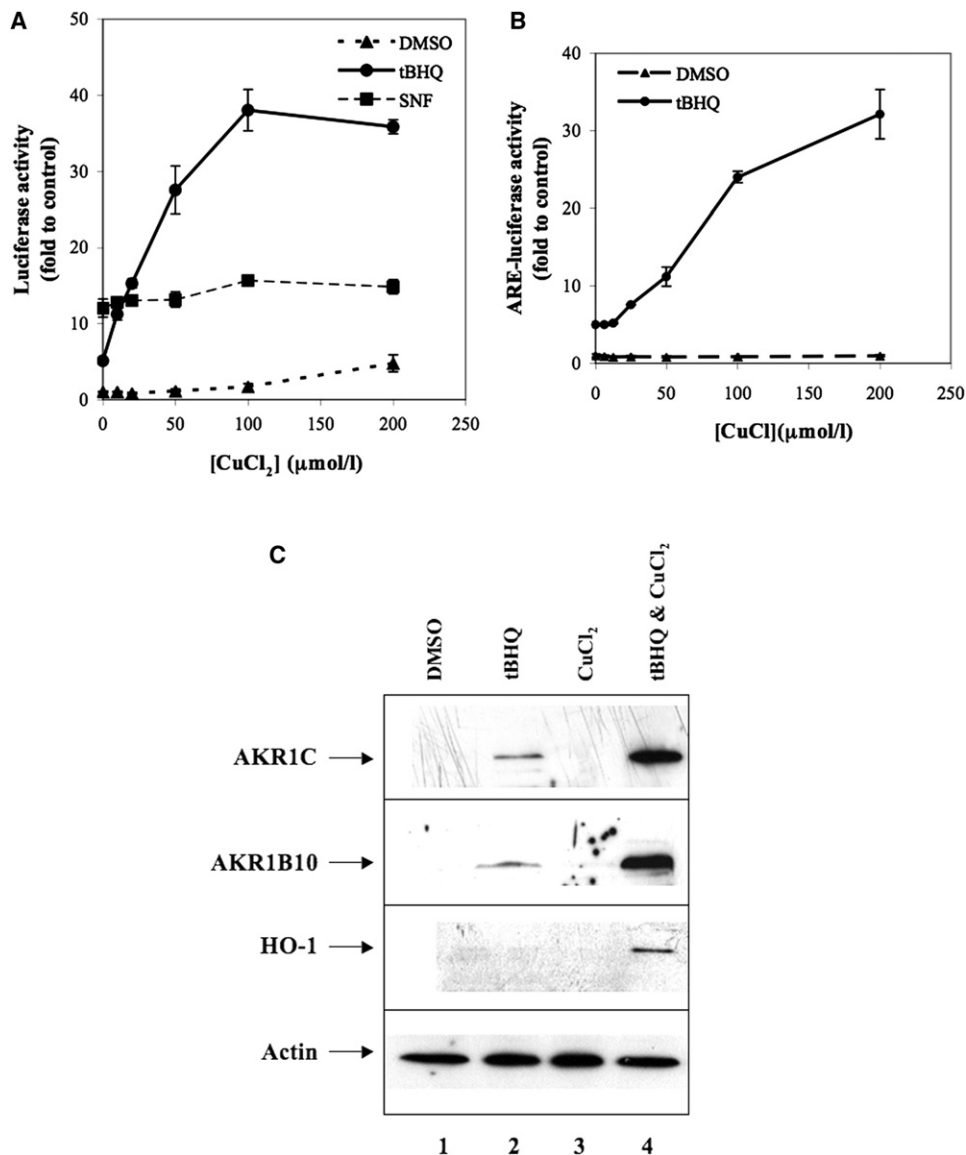 A
Luciferase activity
(fold to control)
50
40
30
20
10
0
DMSO
tBHQ
SNF
0 50 100 150 200 250
[CuCl₂] (μmol/l)
B
ARE-luciferase activity
(fold to control)
40
30
20
10
0
DMSO
tBHQ
0 50 100 150 200 250
[CuCl](μmol/l)
C
DMSO
tBHQ
CuCl₂
tBHQ & CuCl₂
AKR1C
AKR1B10
HO-1
Actin
1 2 3 4